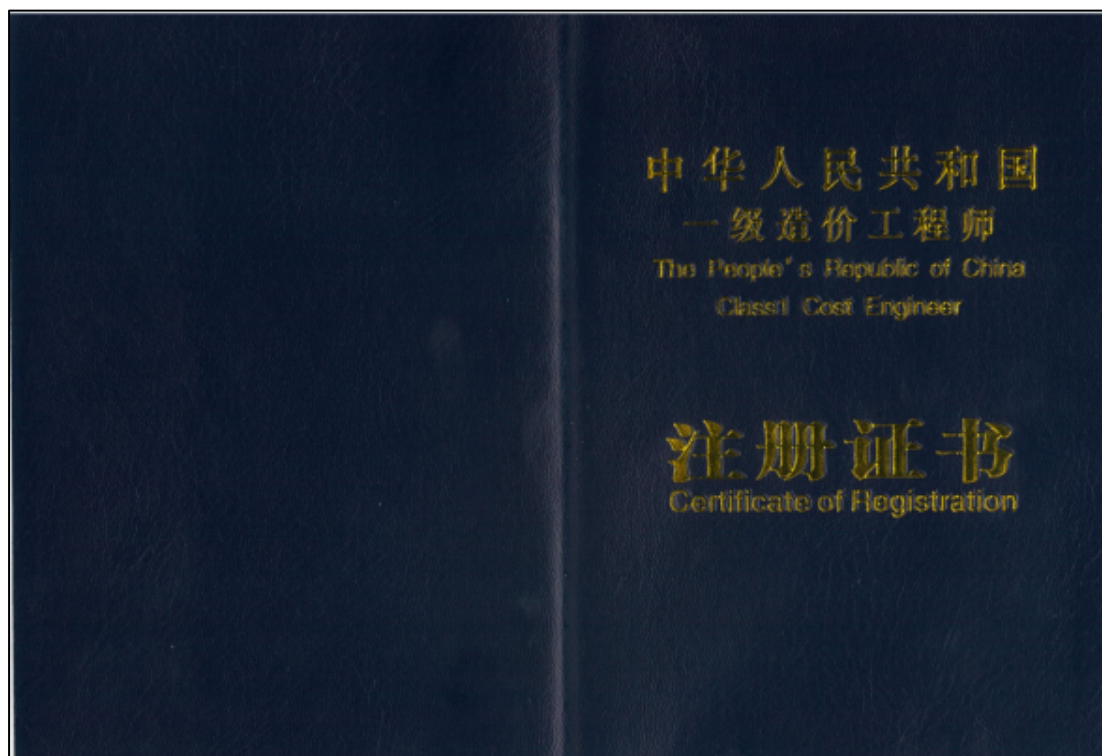 中华人民共和国
一级造价工程师
The People's Republic of China
Class1 Cost Engineer
注册证书
Certificate of Registration